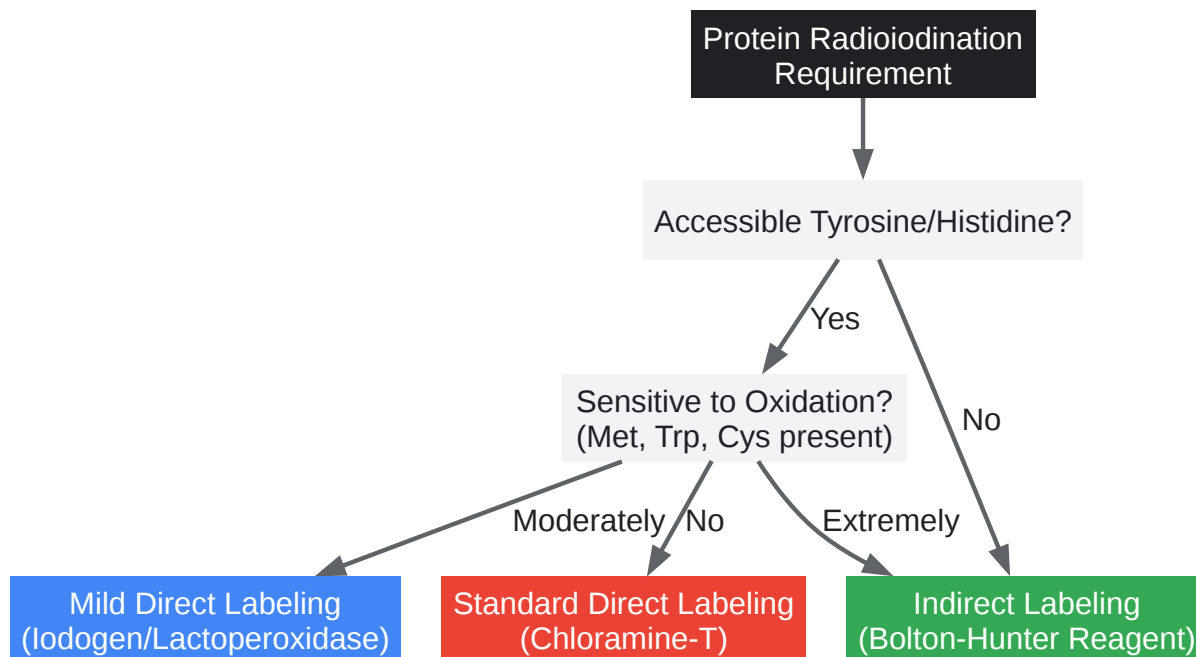 Protein Radioiodination
Requirement
Accessible Tyrosine/Histidine?
Yes
Sensitive to Oxidation?
(Met, Trp, Cys present)
No
Moderately
No
Extremely
Mild Direct Labeling
(Iodogen/Lactoperoxidase)
Standard Direct Labeling
(Chloramine-T)
Indirect Labeling
(Bolton-Hunter Reagent)